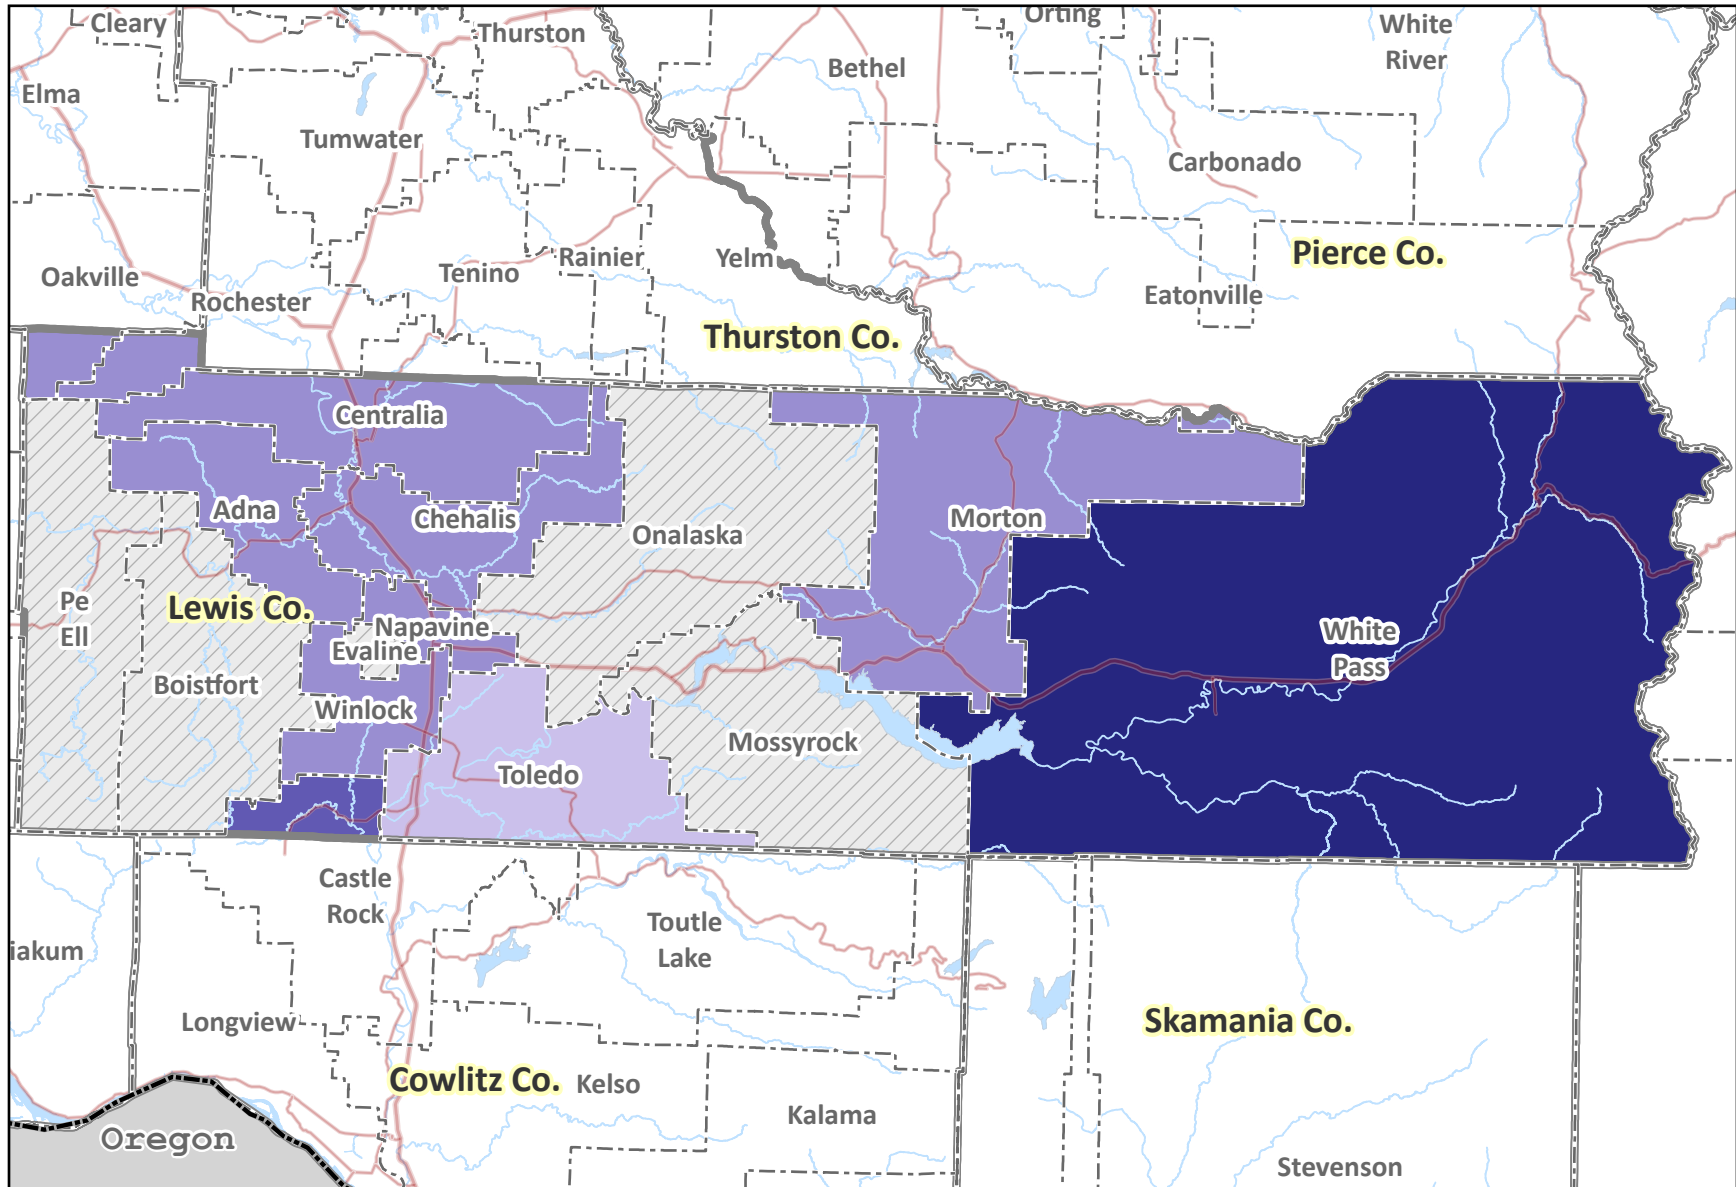 Olympia
Orting
Cleary
Thurston
White
River
Bethel
Elma
Tumwater
Carbonado
Pierce Co.
Rainier
Yelm
Oakville
Tenino
Rochester
Eatonville
Thurston Co.
Centralia
Adna
Chehalis
Morton
Onalaska
Pe
Ell
Lewis Co.
Napavine
Evaline
White
Pass
Boistfort
Winlock
Mossyrock
Toledo
Castle
Rock
Toutle
Lake
iakum
Longview
Skamania Co.
Cowlitz Co.
Kelso
Kalama
Oregon
Stevenson